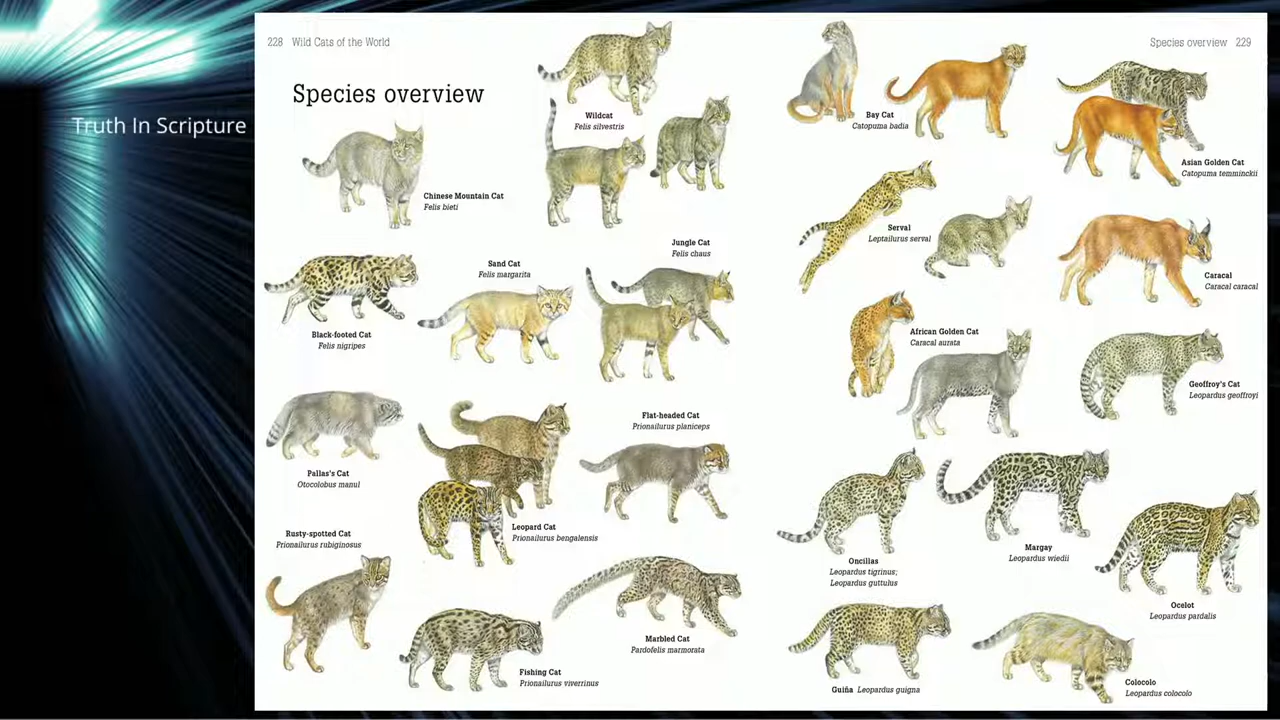 Truth In Scripture
228 Wild Cats of the World
Species overview
Chinese Mountain Cat
Felis bieti
Wildcat
Felis silvestris
Jungle Cat
Felis chaus
Sand Cat
Felis margarita
Black-footed Cat
Felis nigripes
Flat-headed Cat
Prionailurus planiceps
Pallas's Cat
Otocolobus manul
Leopard Cat
Prionailurus bengalensis
Rusty-spotted Cat
Prionailurus rubiginosus
Marbled Cat
Pardofelis marmorata
Fishing Cat
Prionailurus viverrinus
Species overview 229
Bay Cat
Catopuma badia
Asian Golden Cat
Catopuma temminckii
Serval
Leptailurus serval
Caracal
Caracal caracal
African Golden Cat
Caracal aurata
Geoffroy's Cat
Leopardus geoffroyi
Oncillas
Leopardus tigrinus;
Leopardus guttulus
Margay
Leopardus wiedii
Ocelot
Leopardus pardalis
Guiña Leopardus guigna
Colocolo
Leopardus colocolo